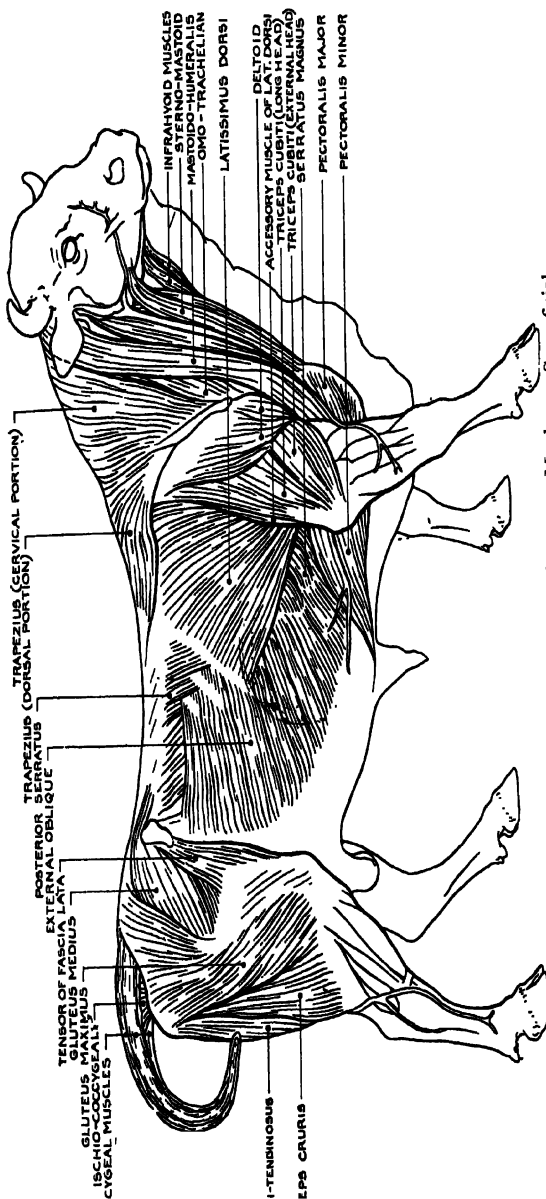 TRAPEZIUS (CERVICAL PORTION)
TRAPEZIUS (DORSAL PORTION)
POSTERIOR SERRATUS
EXTERNAL OBLIQUE
TENSOR OF FASCIA LATA
GLUTEUS MEDIUS
GLUTEUS MAXIMUS
ISCHIO-COCCYGEAL
CYGEAL MUSCLES
I-TENDINOSUS
EPS CRURIS
INFRAHYOID MUSCLES
STERNO-MASTOID
MASTOIDO-HUMERALIS
OMO-TRACHELIAN
LATISSIMUS DORSI
DELTOID
ACCESSORY MUSCLE OF LAT. DORSI
TRICEPS CUBITI (LONG HEAD)
TRICEPS CUBITI (EXTERNAL HEAD)
SERRATUS MAGNUS
PECTORALIS MAJOR
PECTORALIS MINOR